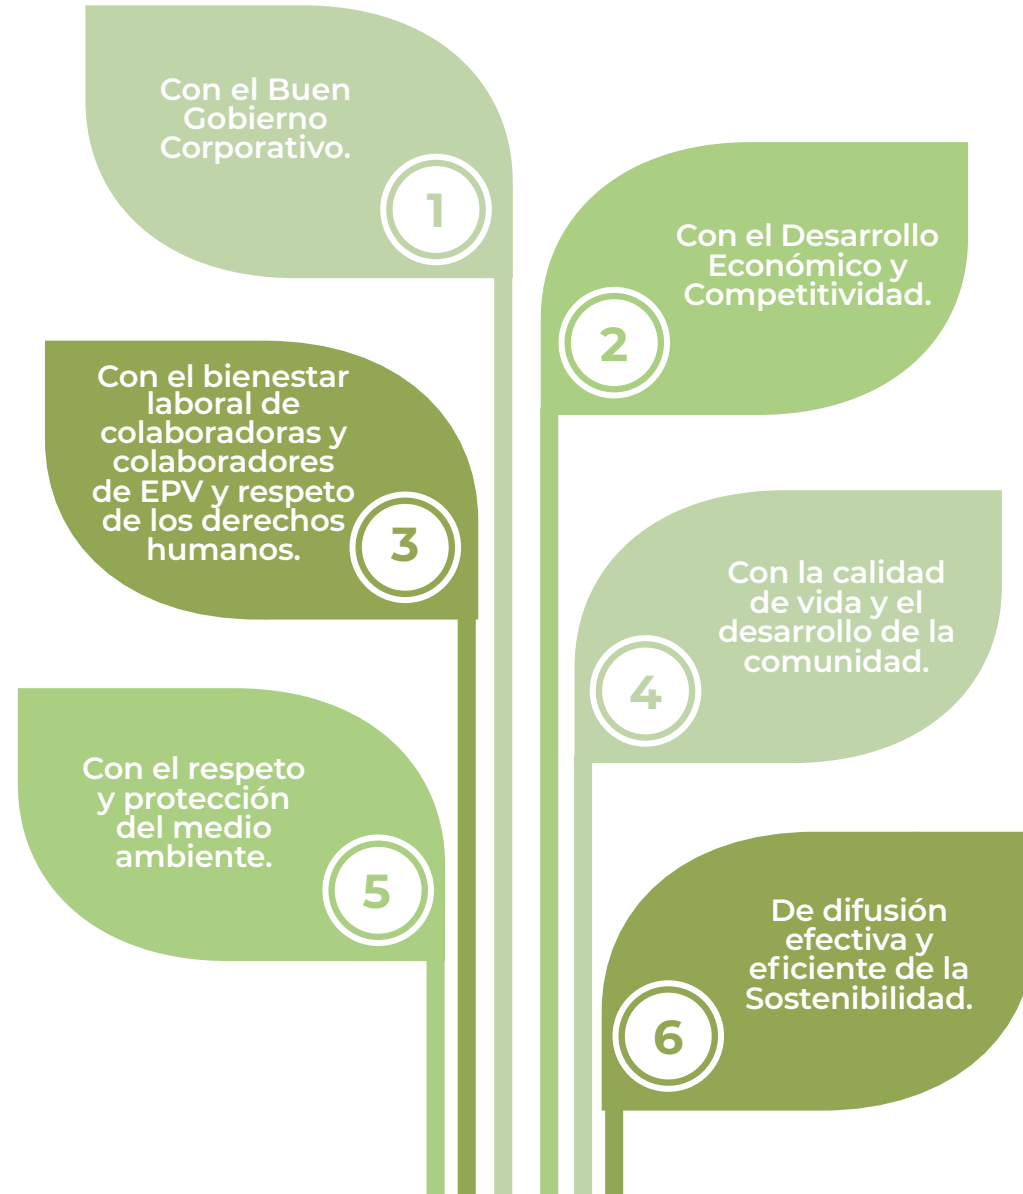 Con el Buen
Gobierno
Corporativo.
1
Con el Desarrollo
Económico y
Competitividad.
2
Con el bienestar
laboral de
colaboradoras y
colaboradores
de EPV y respeto
de los derechos
humanos.
3
Con la calidad
de vida y el
desarrollo de la
comunidad.
4
Con el respeto
y protección
del medio
ambiente.
5
De difusión
efectiva y
eficiente de la
Sostenibilidad.
6